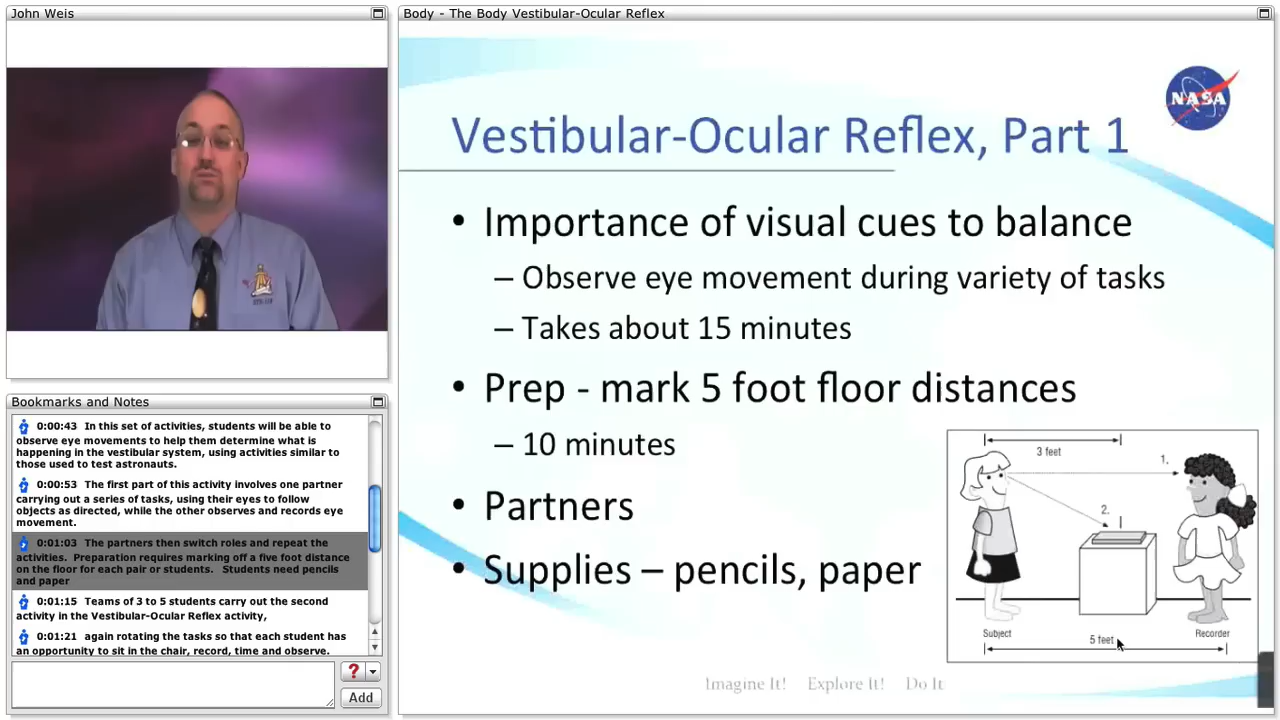 John Weis
Body - The Body Vestibular-Ocular Reflex
NASA
Vestibular-Ocular Reflex, Part 1
• Importance of visual cues to balance
– Observe eye movement during variety of tasks
– Takes about 15 minutes
• Prep - mark 5 foot floor distances
– 10 minutes
• Partners
• Supplies – pencils, paper
3 feet
1.
2.
Subject
Recorder
5 feet
Imagine It! Explore It! Do It
Bookmarks and Notes
0:00:43 In this set of activities, students will be able to
observe eye movements to help them determine what is
happening in the vestibular system, using activities similar to
those used to test astronauts.
0:00:53 The first part of this activity involves one partner
carrying out a series of tasks, using their eyes to follow
objects as directed, while the other observes and records eye
movement.
0:01:03 The partners then switch roles and repeat the
activities. Preparation requires marking off a five foot distance
on the floor for each pair or students. Students need pencils
and paper
0:01:15 Teams of 3 to 5 students carry out the second
activity in the Vestibular-Ocular Reflex activity,
0:01:21 again rotating the tasks so that each student has
an opportunity to sit in the chair, record, time and observe.
?
Add